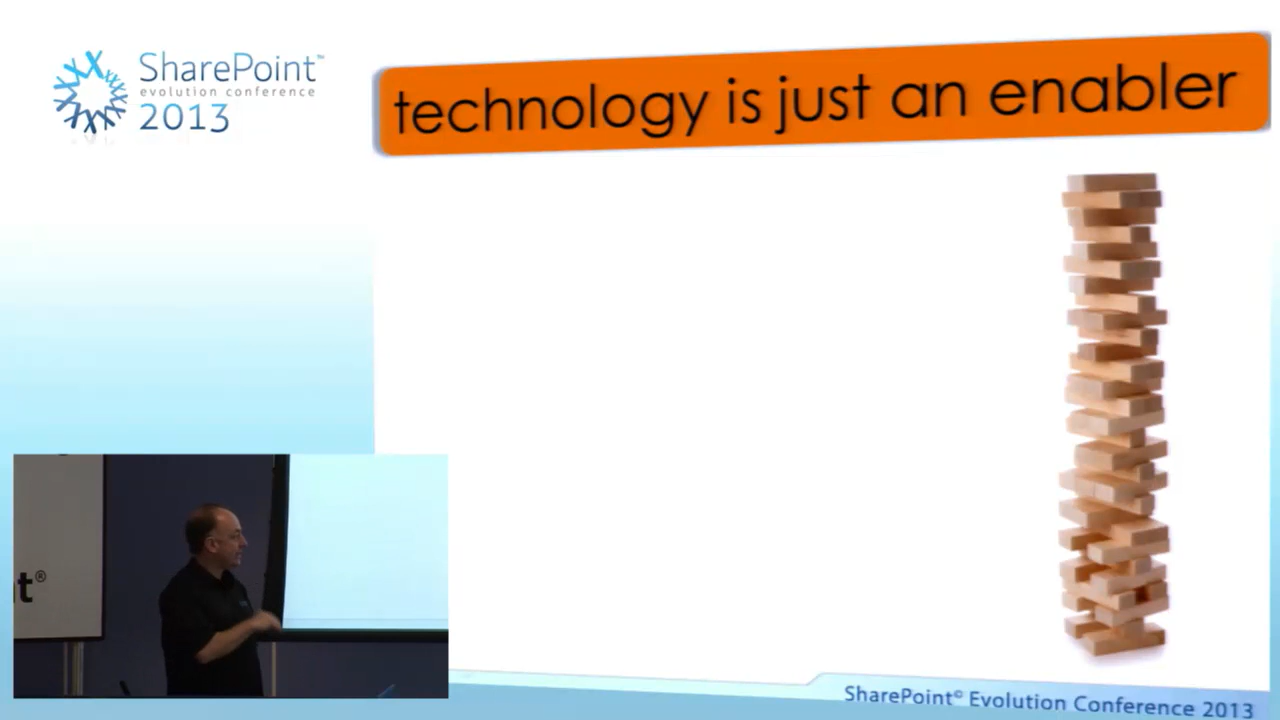 SharePoint™
evolution conference
2013
technology is just an enabler
t®
SharePoint® Evolution Conference 2013